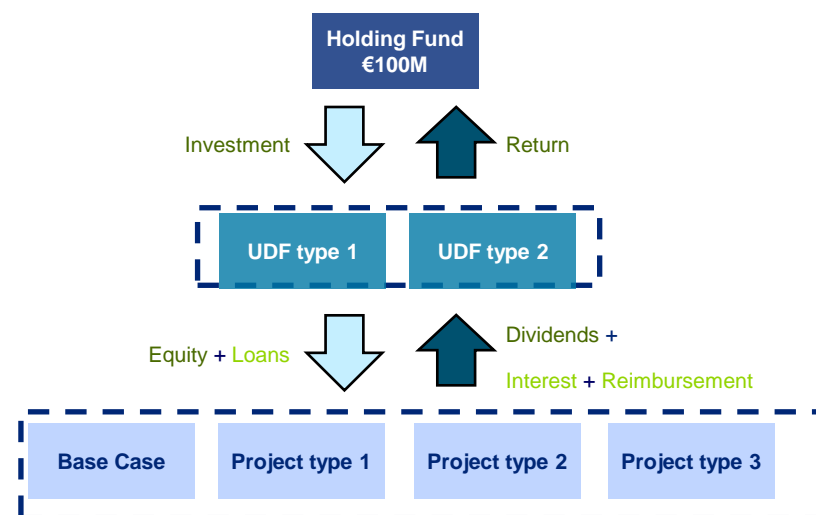 Holding Fund
€100M
Investment
Return
UDF type 1
UDF type 2
Equity + Loans
Dividends +
Interest + Reimbursement
Base Case
Project type 1
Project type 2
Project type 3